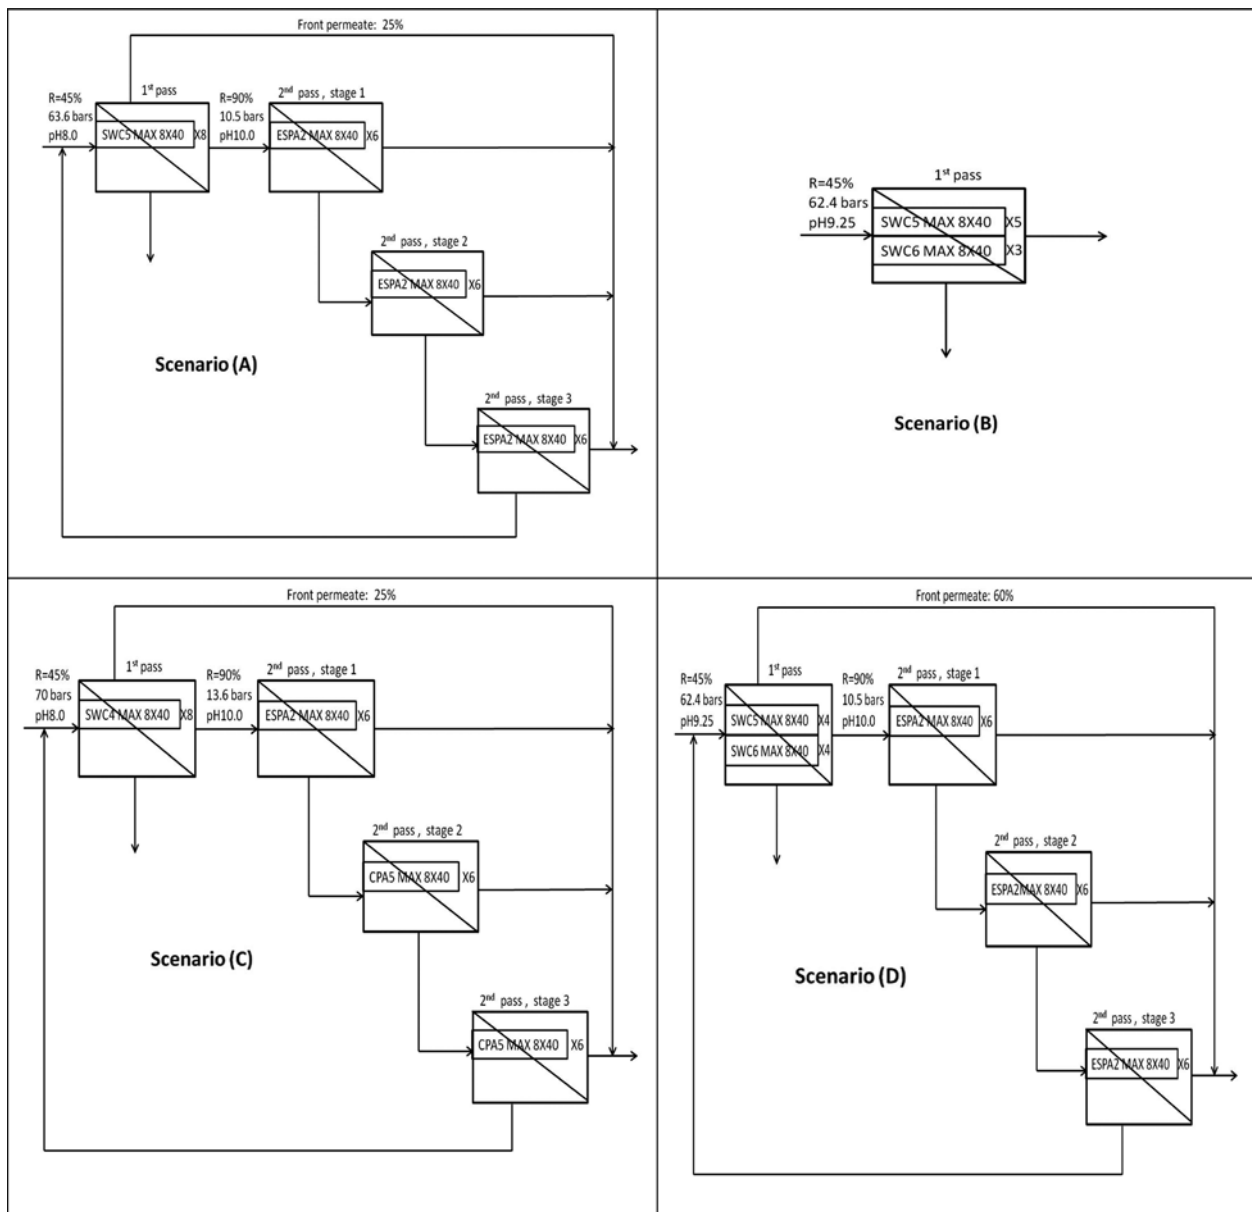 Front permeate: 25%
1st pass
R=45%
63.6 bars
pH8.0
SWC5 MAX 8X40 X8
R=90%
10.5 bars
pH10.0
2nd pass , stage 1
ESPA2 MAX 8X40 X6
2nd pass , stage 2
ESPA2 MAX 8X40 X6
2nd pass , stage 3
ESPA2 MAX 8X40 X6
Scenario (A)
1st pass
R=45%
62.4 bars
pH9.25
SWC5 MAX 8X40 X5
SWC6 MAX 8X40 X3
Scenario (B)
Front permeate: 25%
1st pass
R=45%
70 bars
pH8.0
SWC4 MAX 8X40 X8
R=90%
13.6 bars
pH10.0
2nd pass , stage 1
ESPA2 MAX 8X40 X6
2nd pass , stage 2
CPA5 MAX 8X40 X6
2nd pass , stage 3
CPA5 MAX 8X40 X6
Scenario (C)
Front permeate: 60%
1st pass
R=45%
62.4 bars
pH9.25
SWC5 MAX 8X40 X4
SWC6 MAX 8X40 X4
R=90%
10.5 bars
pH10.0
2nd pass , stage 1
ESPA2 MAX 8X40 X6
2nd pass , stage 2
ESPA2MAX 8X40 X6
2nd pass , stage 3
ESPA2 MAX 8X40 X6
Scenario (D)